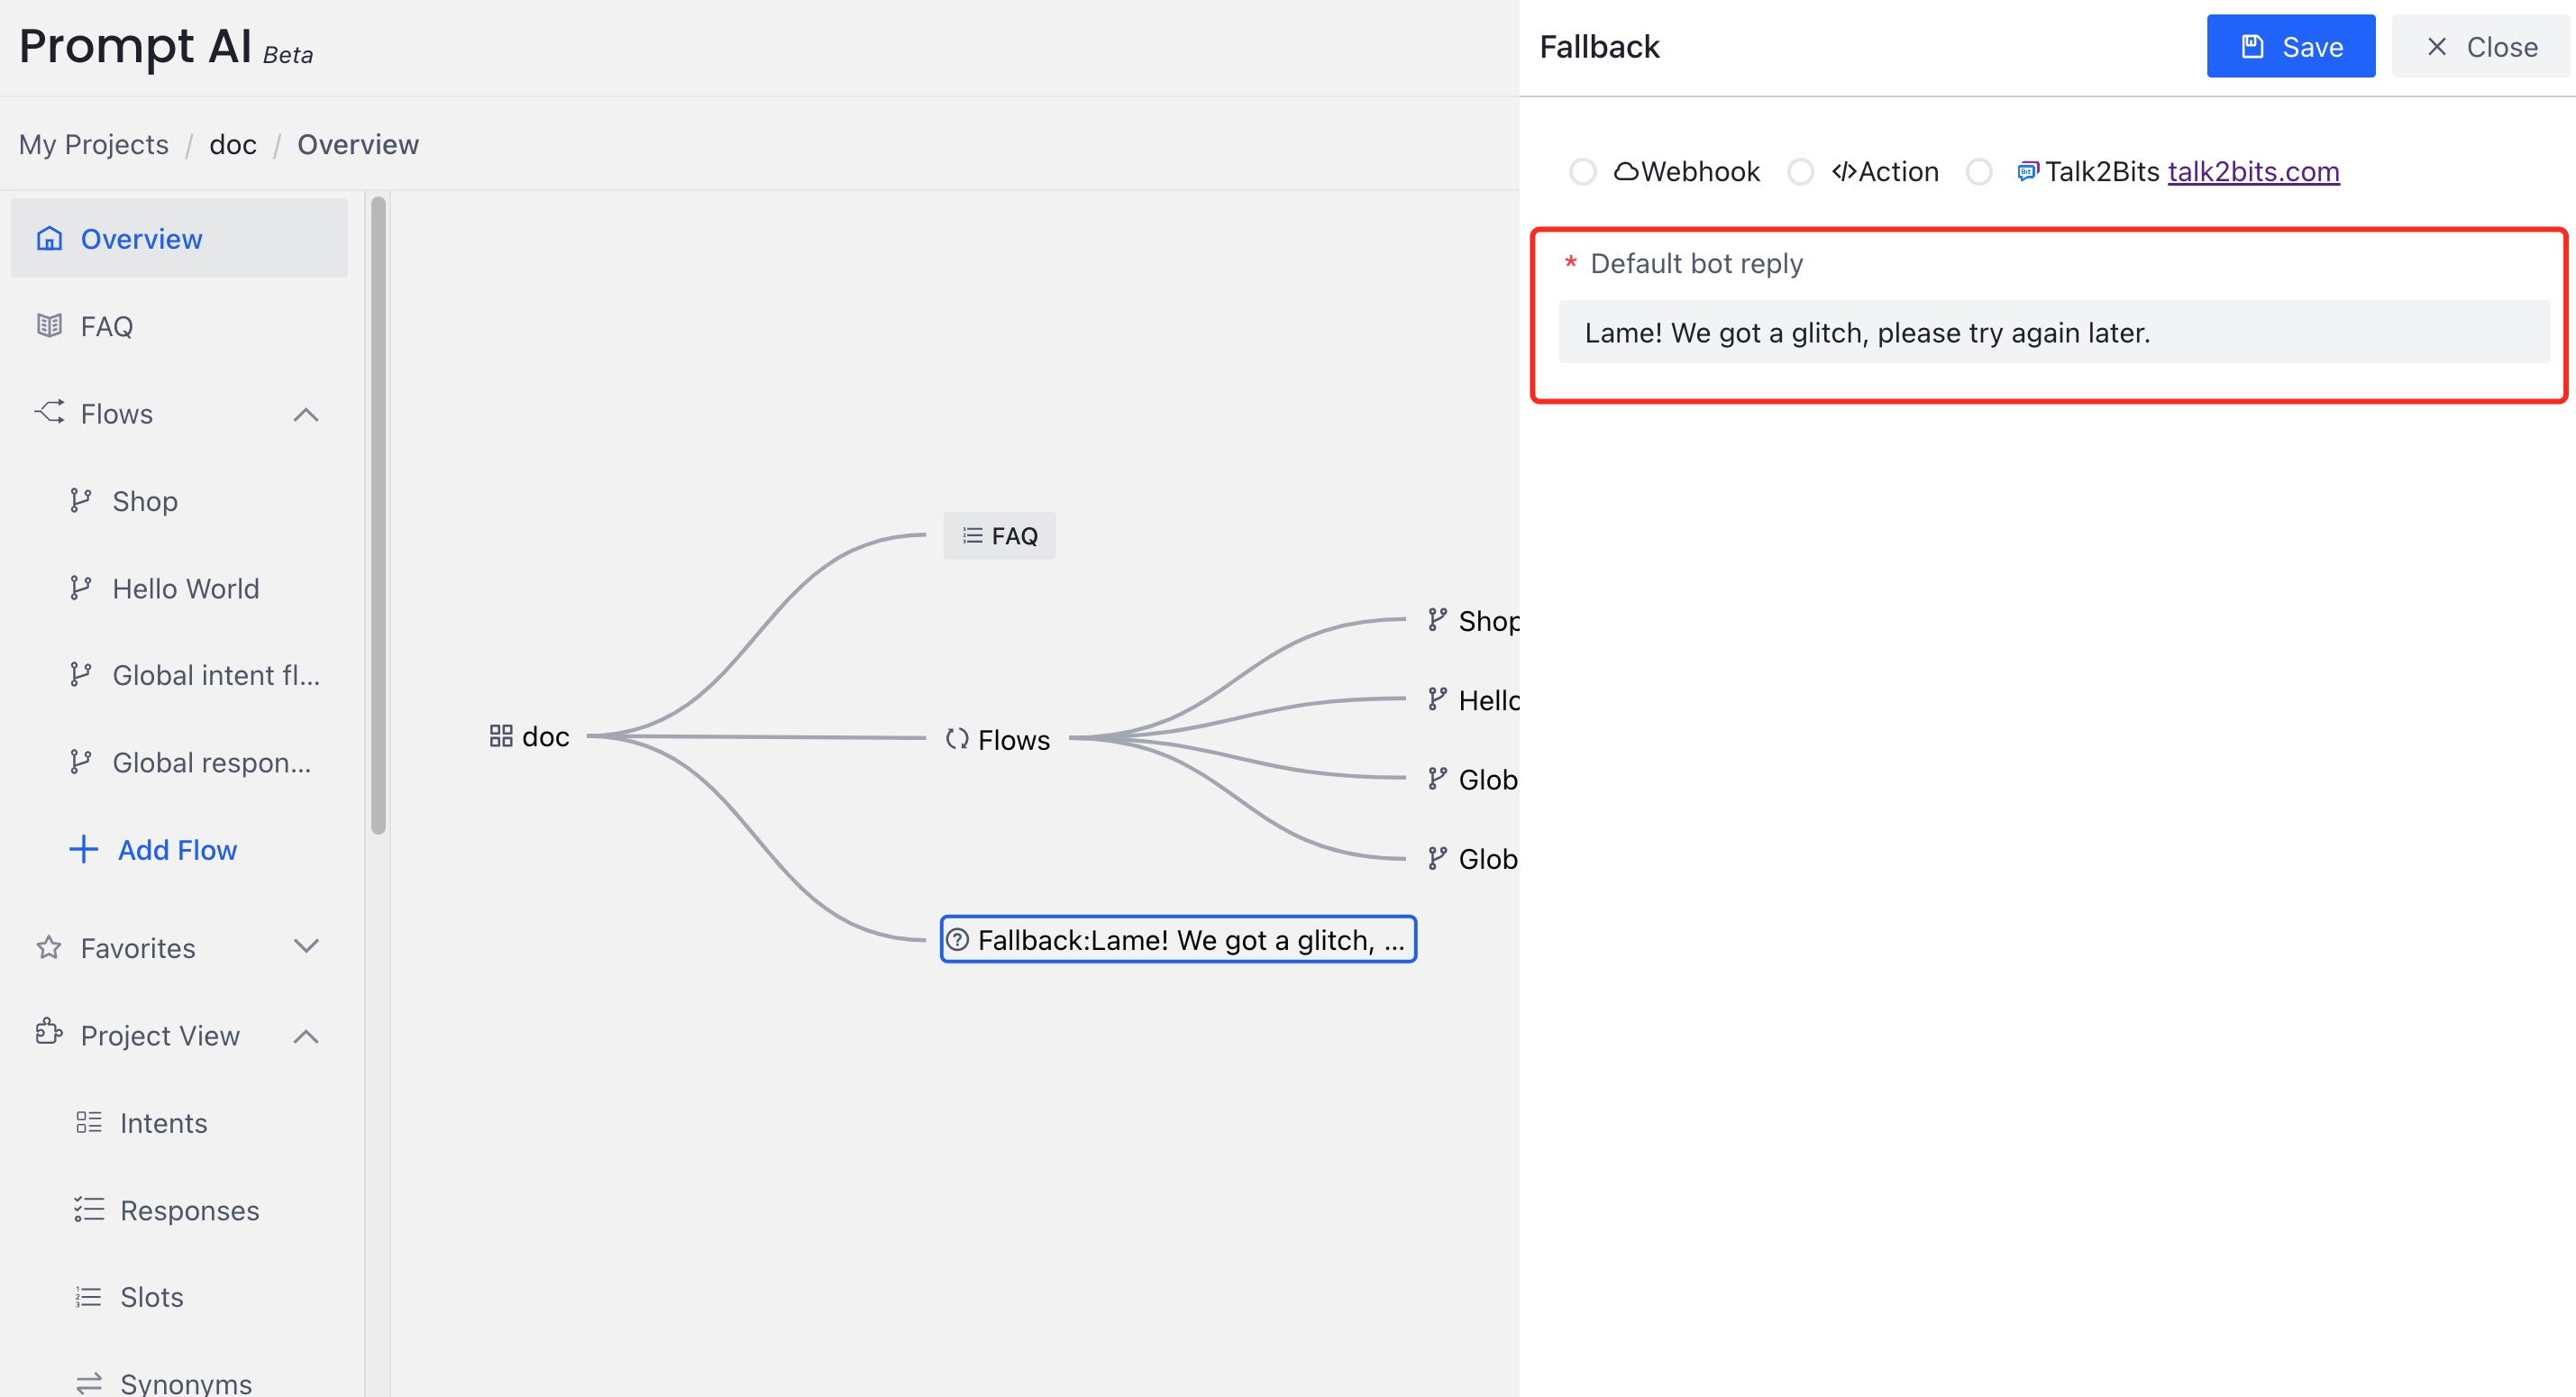 Prompt AI Beta
Fallback
Save
Close
My Projects / doc / Overview
Webhook
</>Action
Talk2Bits talk2bits.com
* Default bot reply
Lame! We got a glitch, please try again later.
Overview
FAQ
Flows
Shop
Hello World
Global intent fl...
Global respon...
Add Flow
Favorites
Project View
Intents
Responses
Slots
Synonyms
doc
FAQ
Flows
Fallback:Lame! We got a glitch, ...
Shop
Hello
Glob
Glob